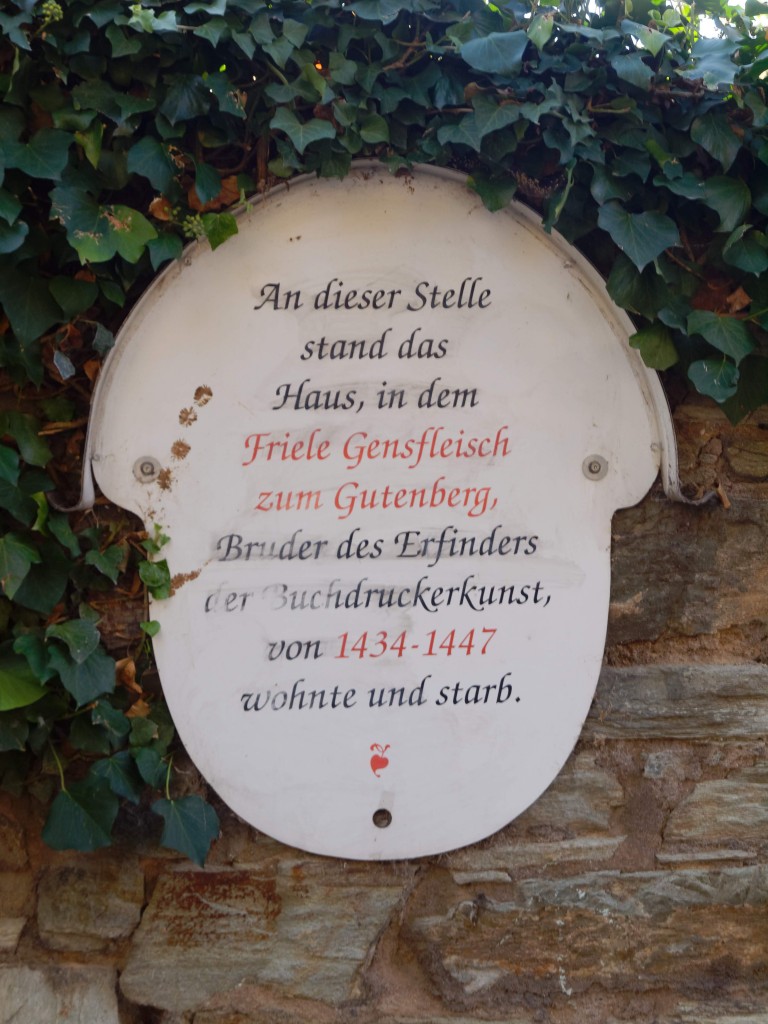 An dieser Stelle
stand das
Haus, in dem
Friele Gensfleisch
zum Gutenberg,
Bruder des Erfinders
der Buchdruckerkunst,
von 1434-1447
wohnte und starb.